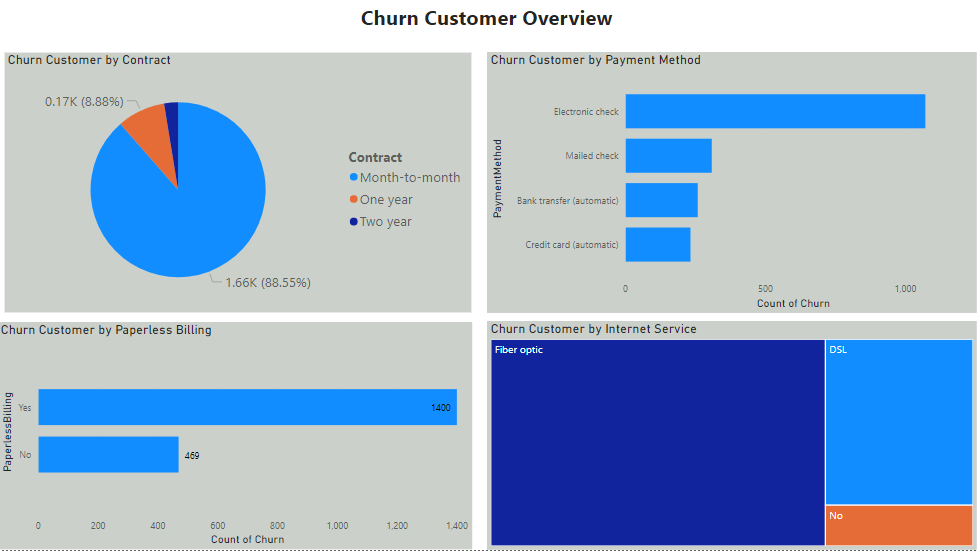 Churn Customer Overview
Churn Customer by Contract
0.17K (8.88%)
1.66K (88.55%)
Contract
Month-to-month
One year
Two year
Churn Customer by Payment Method
PaymentMethod
Electronic check
Mailed check
Bank transfer (automatic)
Credit card (automatic)
0 500 1.000
Count of Churn
Churn Customer by Paperless Billing
PaperlessBilling
Yes 1400
No 469
0 200 400 600 800 1.000 1.200 1.400
Count of Churn
Churn Customer by Internet Service
Fiber optic
DSL
No